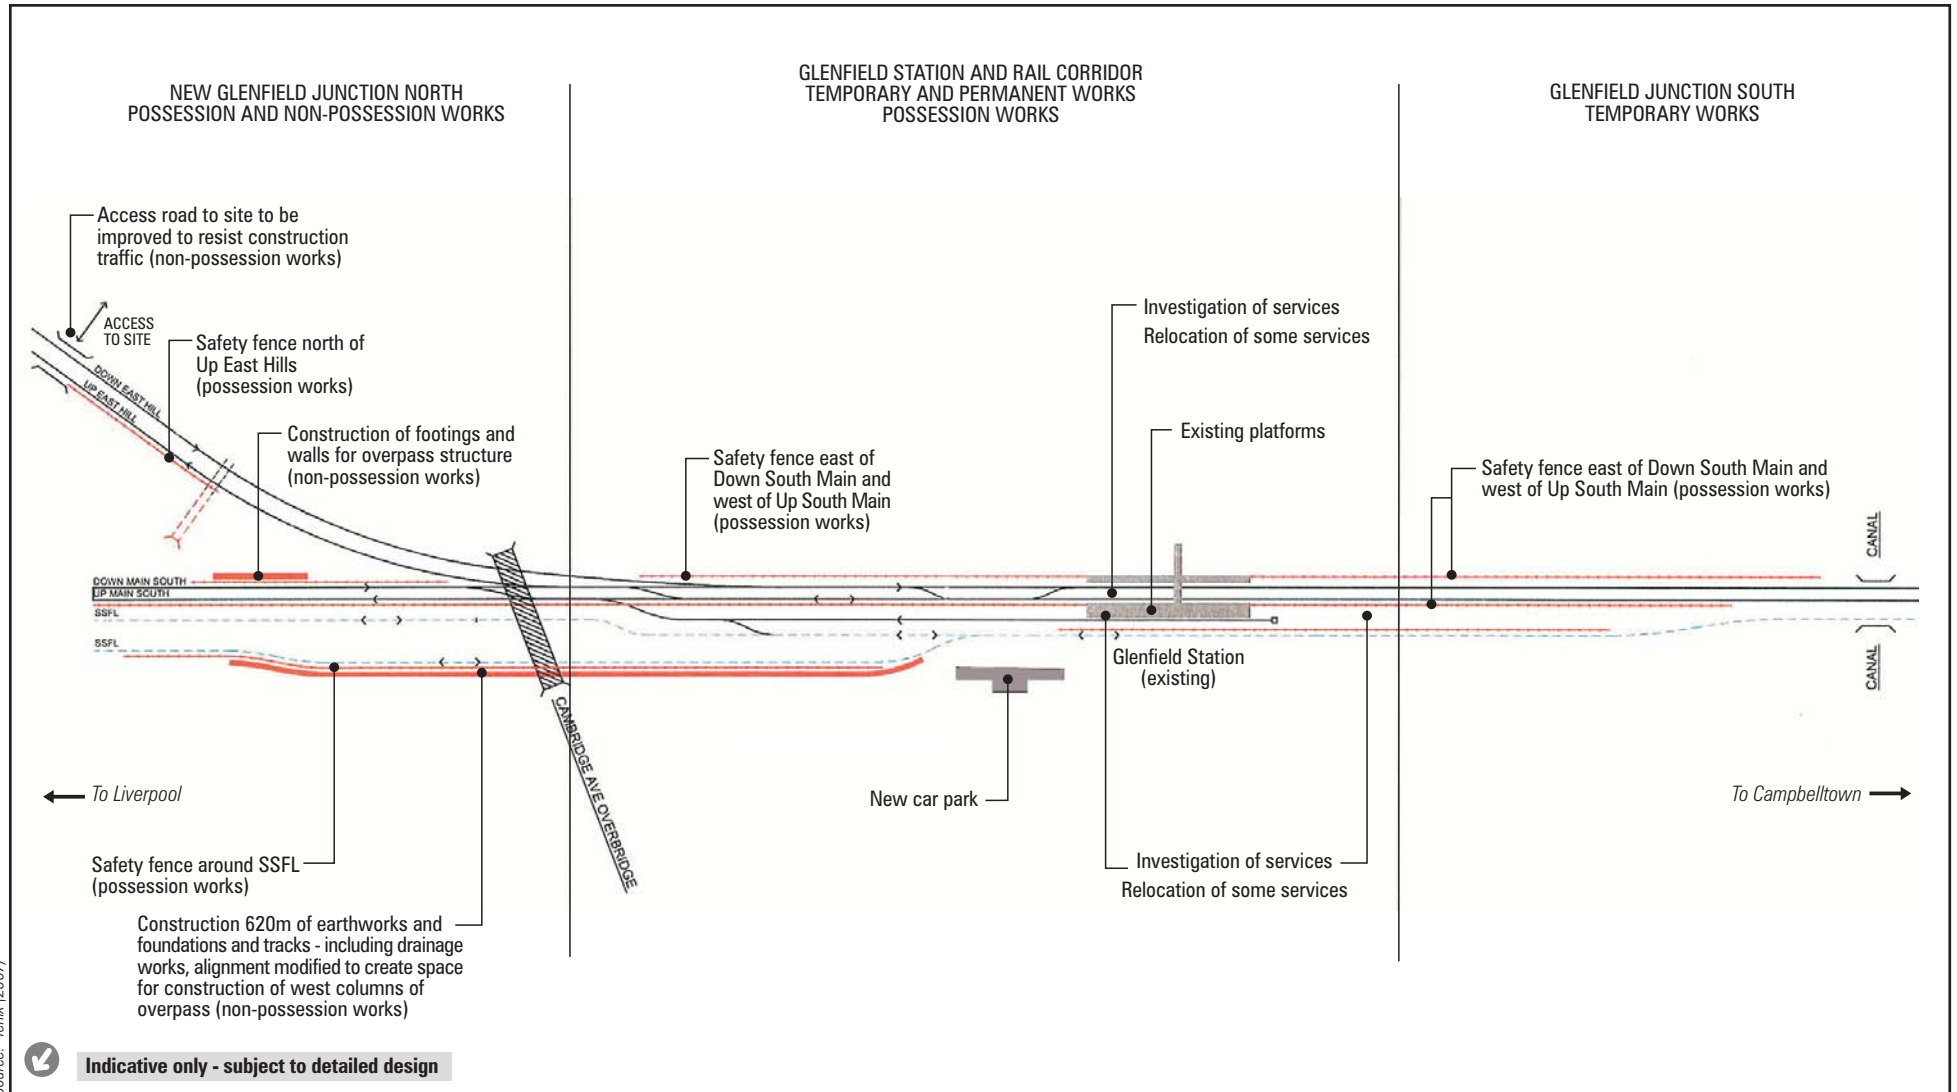 NEW GLENFIELD JUNCTION NORTH
POSSESSION AND NON-POSSESSION WORKS
GLENFIELD STATION AND RAIL CORRIDOR
TEMPORARY AND PERMANENT WORKS
POSSESSION WORKS
GLENFIELD JUNCTION SOUTH
TEMPORARY WORKS
Access road to site to be
improved to resist construction
traffic (non-possession works)
ACCESS
TO SITE
Safety fence north of
Up East Hills
(possession works)
DOWN EAST HILL
UP EAST HILL
Construction of footings and
walls for overpass structure
(non-possession works)
Safety fence east of
Down South Main and
west of Up South Main
(possession works)
Investigation of services
Relocation of some services
Existing platforms
Safety fence east of Down South Main and
west of Up South Main (possession works)
CANAL
DOWN MAIN SOUTH
UP MAIN SOUTH
SSFL
SSFL
Glenfield Station
(existing)
CANAL
CAMBRIDGE AVE OVERBRIDGE
To Liverpool
New car park
To Campbelltown
Safety fence around SSFL
(possession works)
Investigation of services
Relocation of some services
Construction 620m of earthworks and
foundations and tracks - including drainage
works, alignment modified to create space
for construction of west columns of
overpass (non-possession works)
Indicative only - subject to detailed design